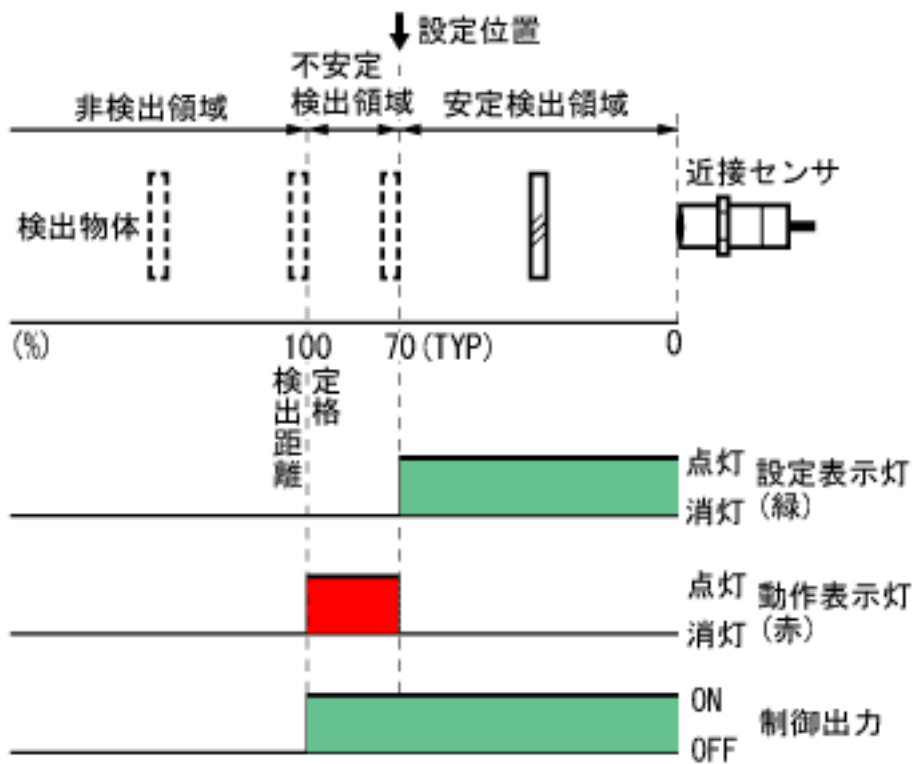 設定位置
不安定
検出領域
非検出領域
安定検出領域
近接センサ
検出物体
(%)
100
70(TYP)
0
定格
検出距離
点灯
消灯
設定表示灯
(緑)
点灯
消灯
動作表示灯
(赤)
ON
OFF
制御出力